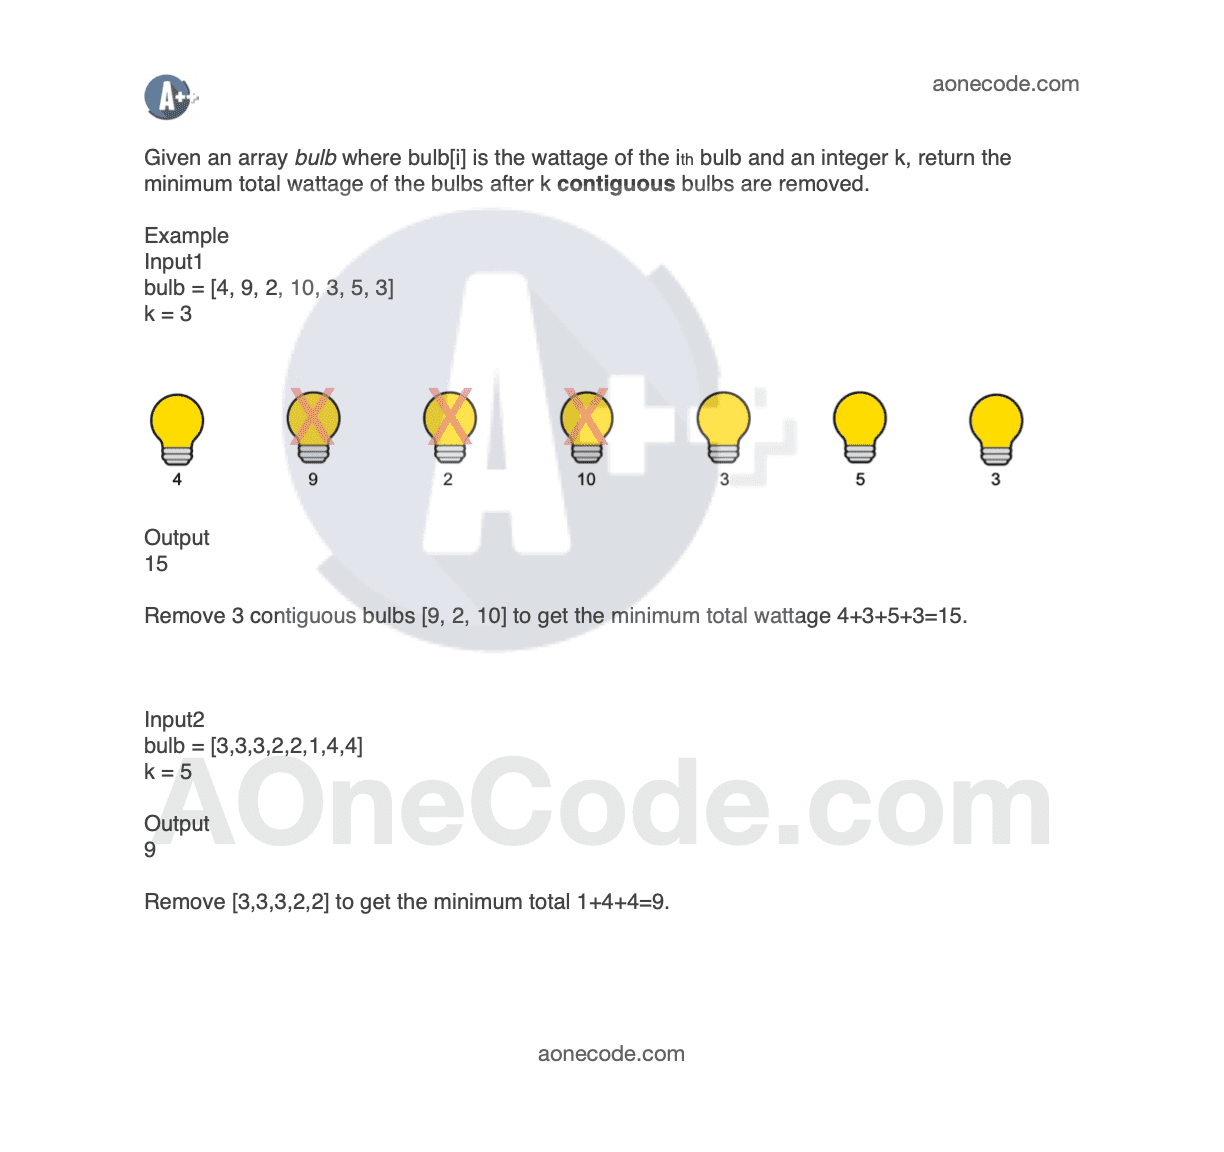 A++
aonecode.com
Given an array bulb where bulb[i] is the wattage of the ith bulb and an integer k, return the
minimum total wattage of the bulbs after k contiguous bulbs are removed.
Example
Input1
bulb = [4, 9, 2, 10, 3, 5, 3]
k = 3
A++
X X X
4 9 2 10 3 5 3
Output
15
Remove 3 contiguous bulbs [9, 2, 10] to get the minimum total wattage 4+3+5+3=15.
Input2
bulb = [3,3,3,2,2,1,4,4]
k = 5
AOneCode.com
Output
9
Remove [3,3,3,2,2] to get the minimum total 1+4+4=9.
aonecode.com